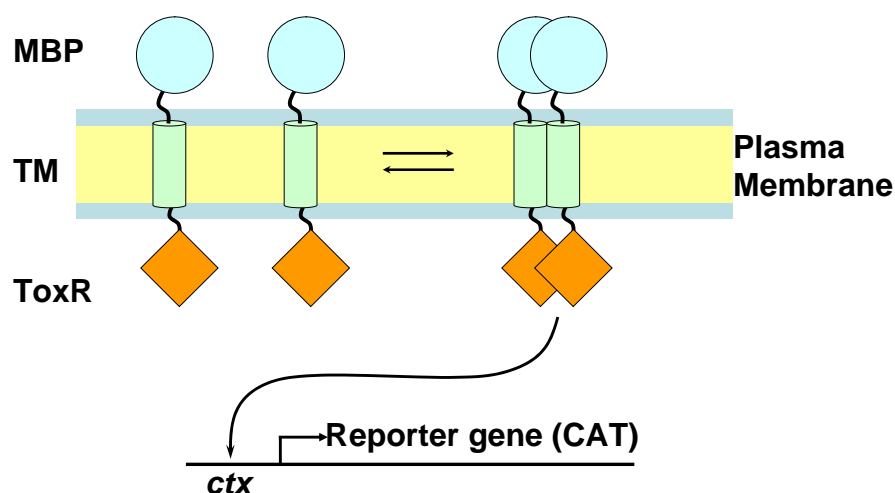 MBP
TM
Plasma
Membrane
ToxR
Reporter gene (CAT)
ctx